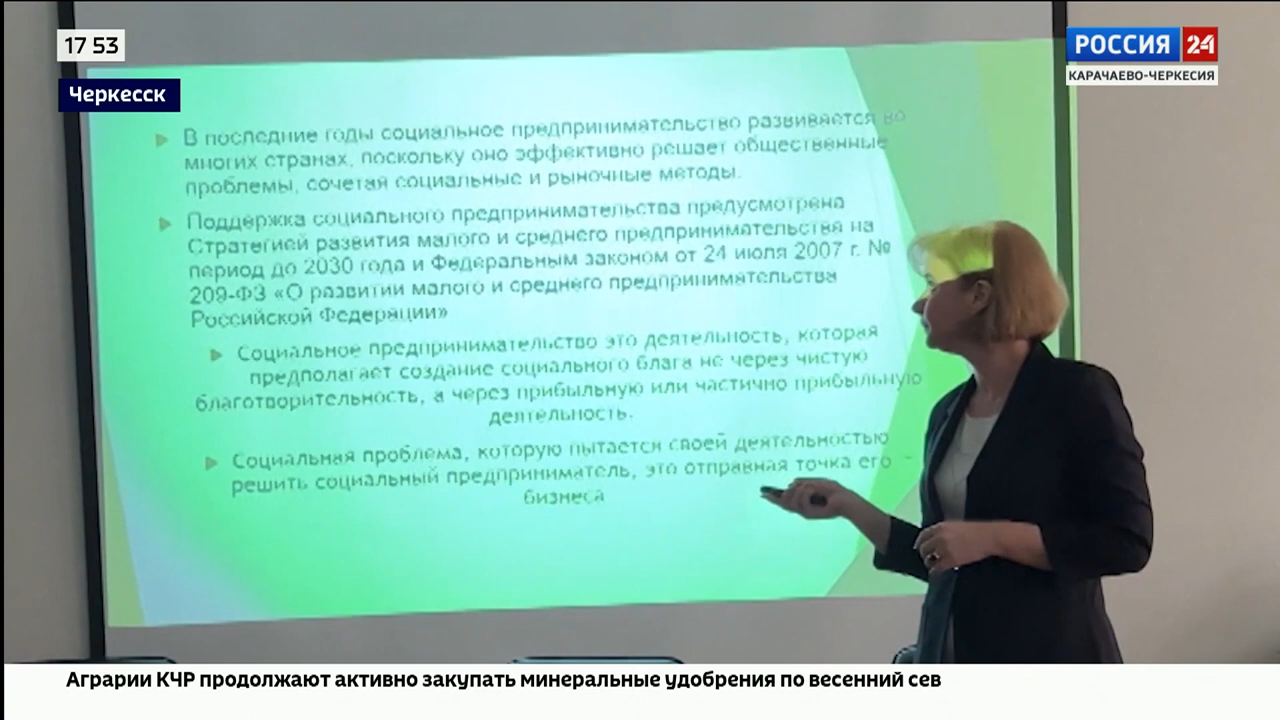 17 53
РОССИЯ 24
КАРАЧАЕВО-ЧЕРКЕСИЯ
Черкесск
В последние годы социальное предпринимательство развивается во
многих странах, поскольку оно эффективно решает общественные
проблемы, сочетая социальные и рыночные методы.
Поддержка социального предпринимательства предусмотрена
Стратегией развития малого и среднего предпринимательства на
период до 2030 года и Федеральным законом от 24 июля 2007 г. №
209-ФЗ «О развитии малого и среднего предпринимательства
Российской Федерации»
Социальное предпринимательство это деятельность, которая
предполагает создание социального блага не через чистую
благотворительность, а через прибыльную или частично прибыльную
деятельность.
Социальная проблема, которую пытается своей деятельностью
решить социальный предприниматель, это отправная точка его
бизнеса
Аграрии КЧР продолжают активно закупать минеральные удобрения по весенний сев